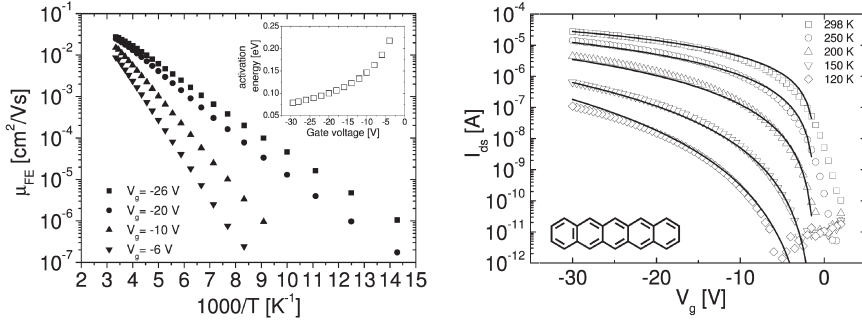 10^-1
10^-2
10^-3
10^-4
10^-5
10^-6
10^-7
μ_FE [cm^2/Vs]
V_g= -26 V
V_g= -20 V
V_g= -10 V
V_g= -6 V
2 3 4 5 6 7 8 9 10 11 12 13 14 15
1000/T [K^-1]
activation
energy [eV]
0.25
0.20
0.15
0.10
0.05
-30 -25 -20 -15 -10 -5 0
Gate voltage [V]
10^-4
10^-5
10^-6
10^-7
10^-8
10^-9
10^-10
10^-11
10^-12
I_ds [A]
298 K
250 K
200 K
150 K
120 K
-30 -20 -10 0
V_g [V]